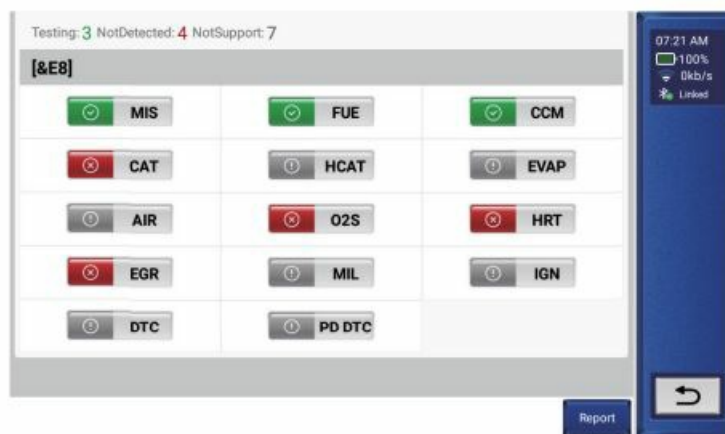 Testing: 3 NotDetected: 4 NotSupport: 7
[&E8]
MIS FUE CCM
CAT HCAT EVAP
AIR O2S HRT
EGR MIL IGN
DTC PD DTC
07:21 AM
100%
0kb/s
Linked
Report